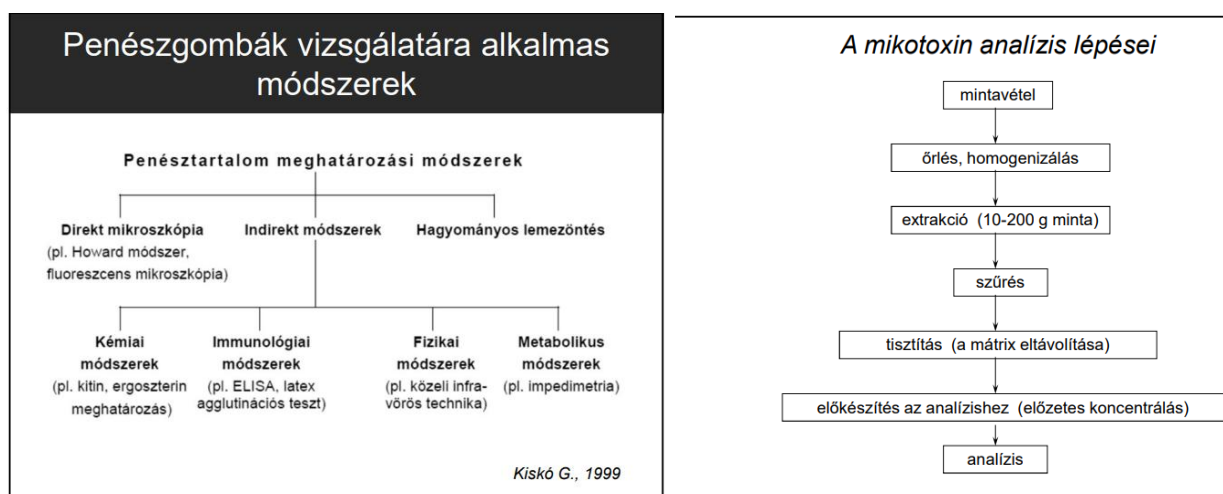 Penészgombák vizsgálatára alkalmas
módszerek
Penésztartalom meghatározási módszerek
Direkt mikroszkópia
(pl. Howard módszer,
fluoreszcens mikroszkópia)
Indirekt módszerek
Hagyományos lemezöntés
Kémiai
módszerek
(pl. kitin, ergoszterin
meghatározás)
Immunológiai
módszerek
(pl. ELISA, latex
agglutinációs teszt)
Fizikai
módszerek
(pl. közeli infra-
vörös technika)
Metabolikus
módszerek
(pl. impedimetria)
Kiskó G., 1999
A mikotoxin analízis lépései
mintavétel
őrlés, homogenizálás
extrakció (10-200 g minta)
szűrés
tisztítás (a mátrix eltávolítása)
előkészítés az analízishez (előzetes koncentrálás)
analízis